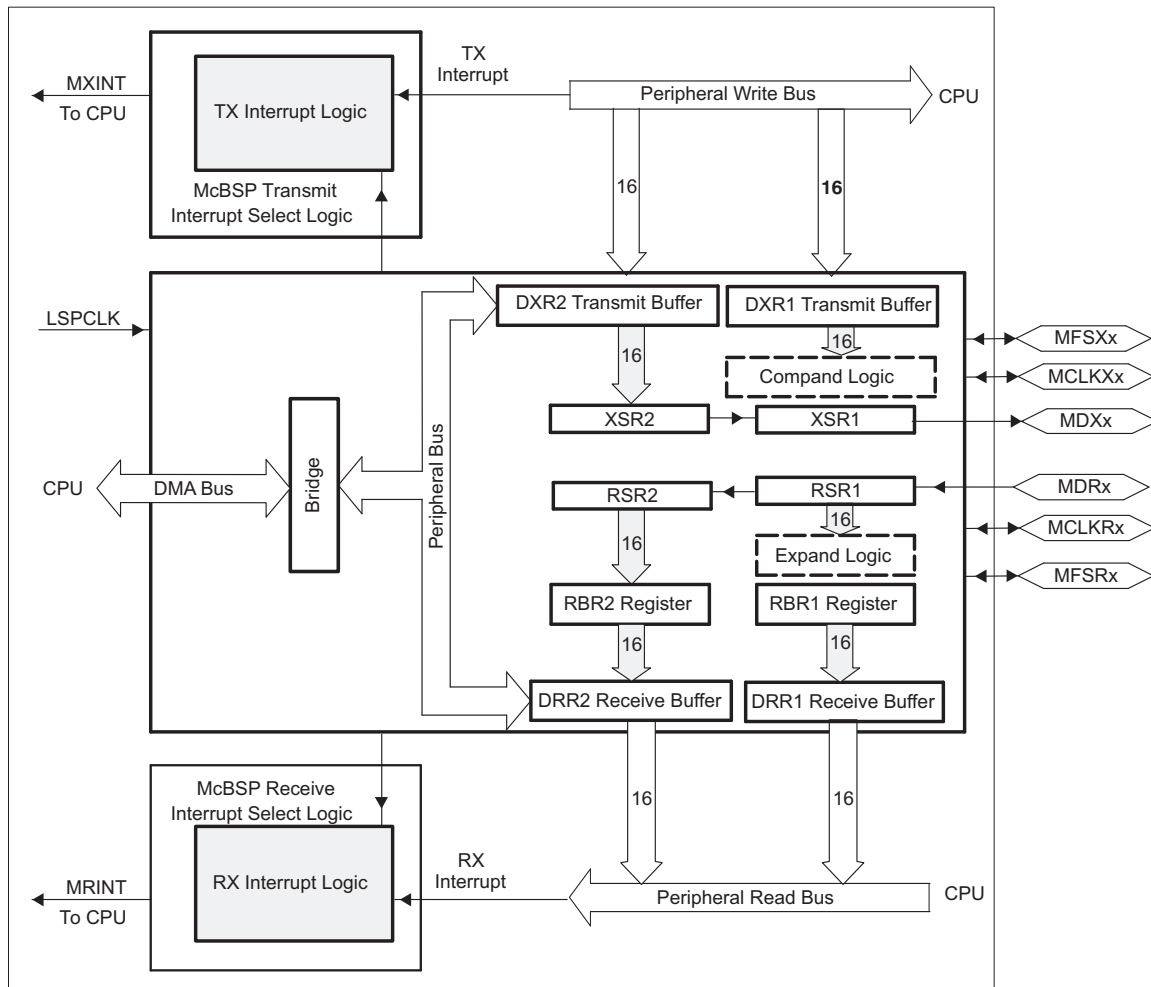 MXINT
To CPU
TX Interrupt Logic
McBSP Transmit
Interrupt Select Logic
TX
Interrupt
Peripheral Write Bus
CPU
16
16
LSPCLK
DXR2 Transmit Buffer
DXR1 Transmit Buffer
16
16
Compand Logic
XSR2
XSR1
MFSXx
MCLKXx
MDXx
CPU
DMA Bus
Bridge
Peripheral Bus
RSR2
RSR1
16
16
Expand Logic
RBR2 Register
RBR1 Register
16
16
DRR2 Receive Buffer
DRR1 Receive Buffer
MDRx
MCLKRx
MFSRx
16
16
McBSP Receive
Interrupt Select Logic
RX Interrupt Logic
MRINT
To CPU
RX
Interrupt
Peripheral Read Bus
CPU